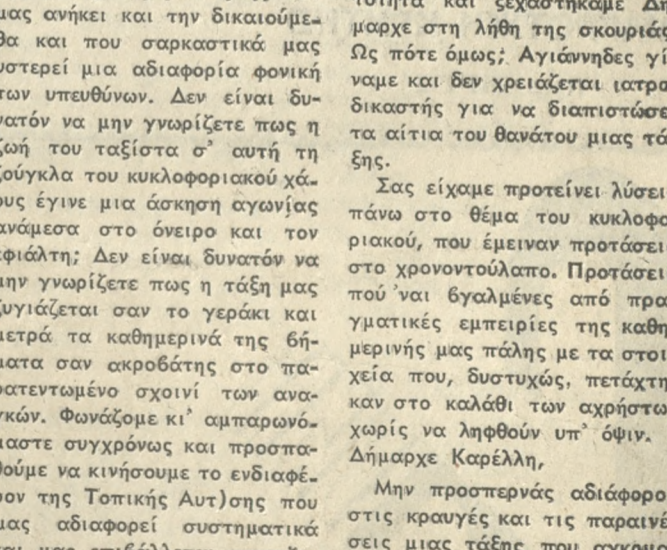 μας ανήκει και την δικαιούμε-
θα και που σαρκαστικά μας
υστερεί μια αδιαφορία φονική
των υπευθύνων. Δεν είναι δυ-
νατόν να μην γνωρίζετε πως η
ζωή του ταξίστα σ' αυτή τη
ζούγκλα του κυκλοφοριακού χά-
ους έγινε μια άσκηση αγωνίας
ανάμεσα στο όνειρο και τον
εφιάλτη; Δεν είναι δυνατόν να
μην γνωρίζετε πως η τάξη μας
ζυγιάζεται σαν το γεράκι και
μετρά τα καθημερινά της βή-
ματα σαν ακροβάτης στο πα-
ρατεντωμένο σχοινί των ανα-
γκών. Φωνάζομε κι' αμπαρωνό-
μαστε συγχρόνως και προσπα-
θούμε να κινήσουμε το ενδιαφέ-
ρον της Τοπικής Αυτ)σης που
μας αδιαφορεί συστηματικά
και ξεχαστήκαμε Δή
μαρχε στη λήθη της σκουριάς
Ως πότε όμως; Αγιάννηδες γί
ναμε και δεν χρειάζεται ιατρο
δικαστής για να διαπιστώσε
τα αίτια του θανάτου μιας τά
ξης.
Σας είχαμε προτείνει λύσει
πάνω στο θέμα του κυκλοφο
ριακού, που έμειναν προτάσει
στο χρονοντούλαπο. Προτάσει
πού 'ναι βγαλμένες από πρα
γματικές εμπειρίες της καθη
μερινής μας πάλης με τα στοι
χεία που, δυστυχώς, πετάχτη
καν στο καλάθι των αχρήστω
χωρίς να ληφθούν υπ' όψιν.
Δήμαρχε Καρέλλη,
Μην προσπερνάς αδιάφορο
στις κραυγές και τις παραινέ
σεις μιας τάξης που